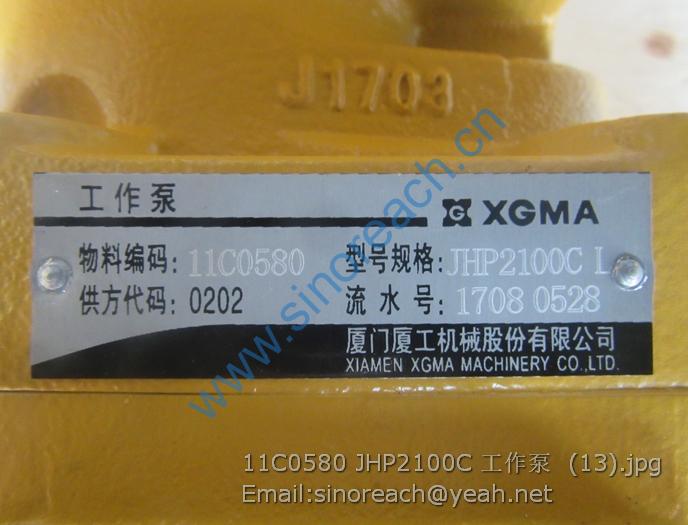 J1703
工作泵
G XGMA
物料编码: 11C0580 型号规格: JHP2100C L
供方代码: 0202 流水号: 1708 0528
厦门厦工机械股份有限公司
XIAMEN XGMA MACHINERY CO.,LTD.
www.sinoreach.cn
11C0580 JHP2100C 工作泵 (13).jpg
Email:sinoreach@yeah.net